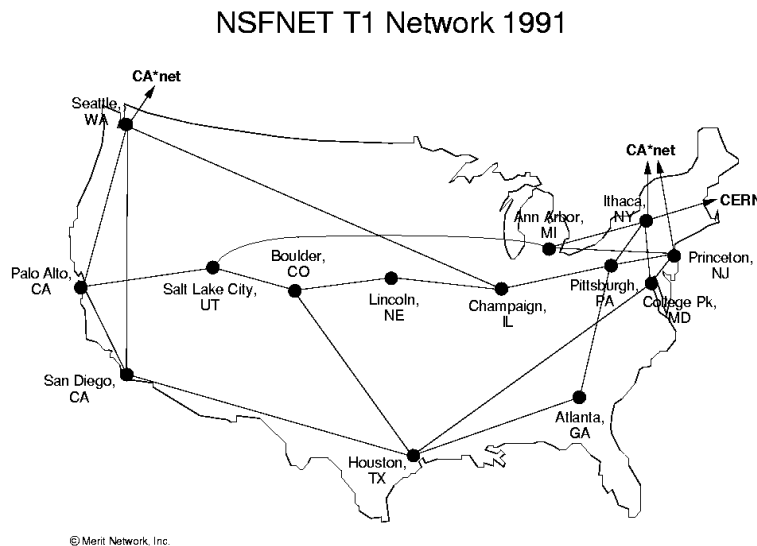 NSFNET T1 Network 1991
CA*net
Seattle,
WA
CA*net
Ithaca,
NY
CERN
Ann Arbor,
MI
Boulder,
CO
Princeton,
NJ
Palo Alto,
CA
Salt Lake City,
UT
Lincoln,
NE
Champaign,
IL
Pittsburgh,
PA
College Pk,
MD
San Diego,
CA
Atlanta,
GA
Houston,
TX
© Merit Network, Inc.